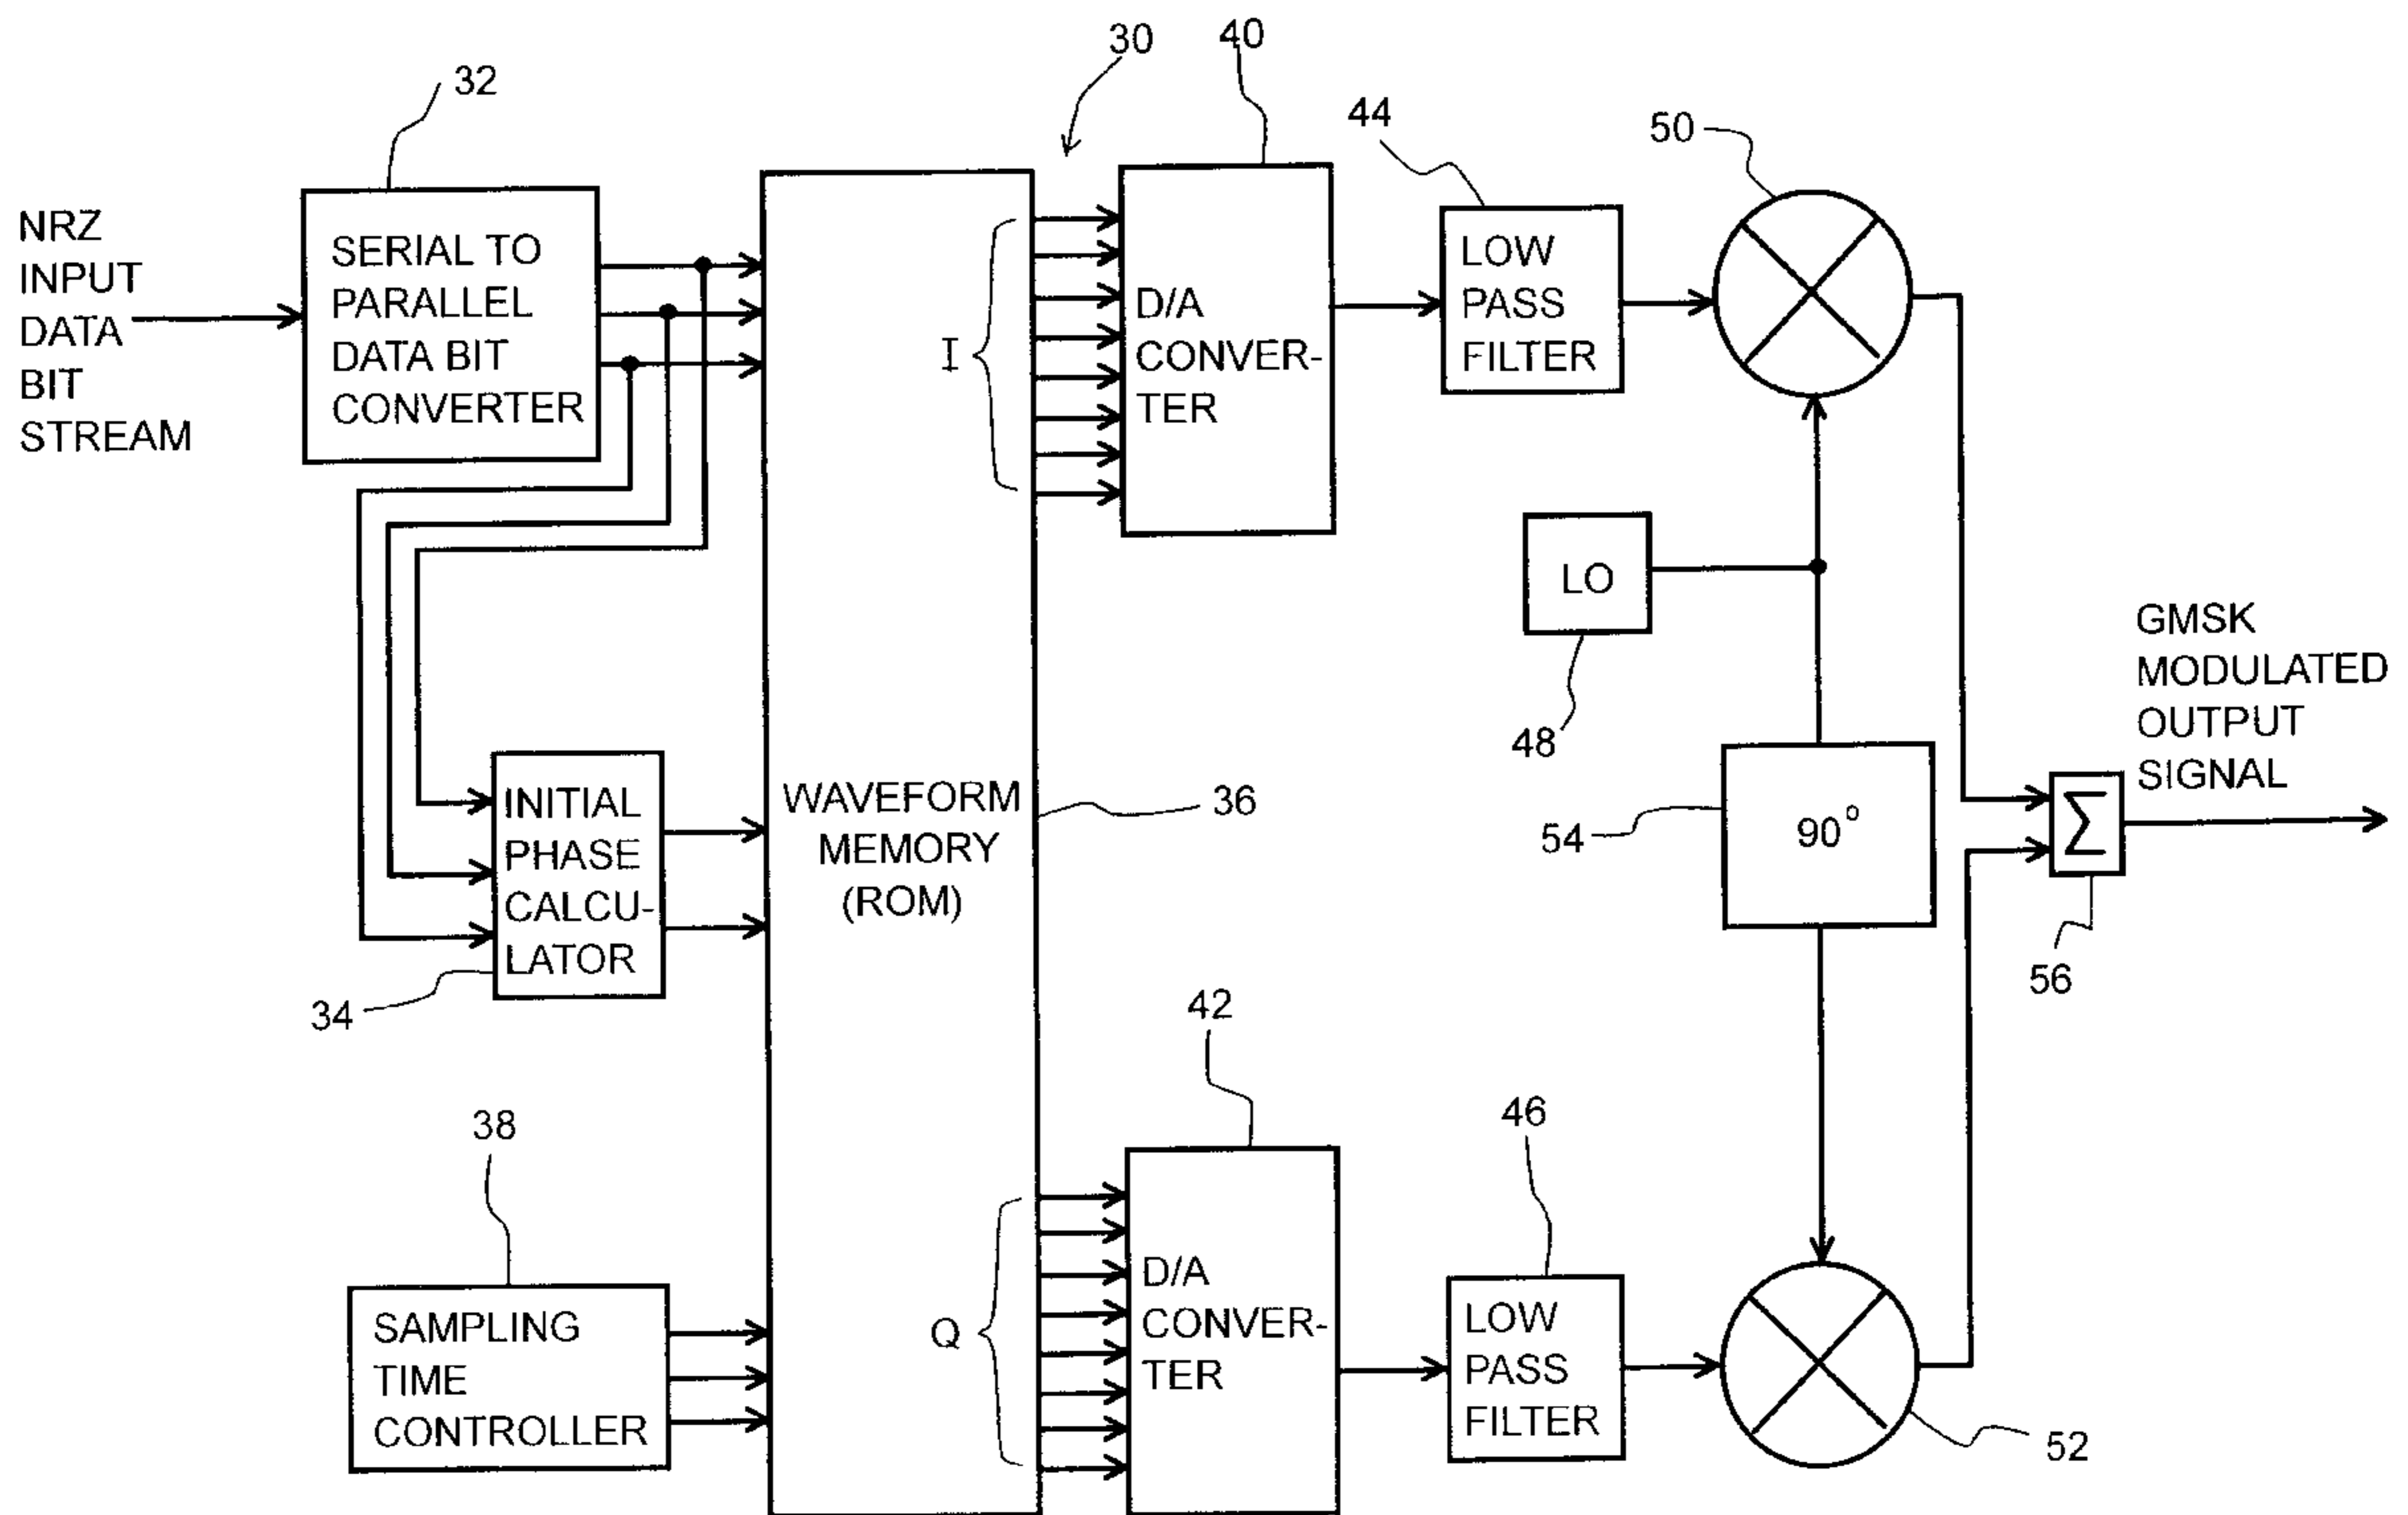 30
40
32
44
50
NRZ
INPUT
DATA
BIT
STREAM
SERIAL TO
PARALLEL
DATA BIT
CONVERTER
I
D/A
CONVER-
TER
LOW
PASS
FILTER
LO
48
GMSK
MODULATED
OUTPUT
SIGNAL
INITIAL
PHASE
CALCU-
LATOR
34
WAVEFORM
MEMORY
(ROM)
36
54
90°
Σ
56
42
38
46
SAMPLING
TIME
CONTROLLER
Q
D/A
CONVER-
TER
LOW
PASS
FILTER
52